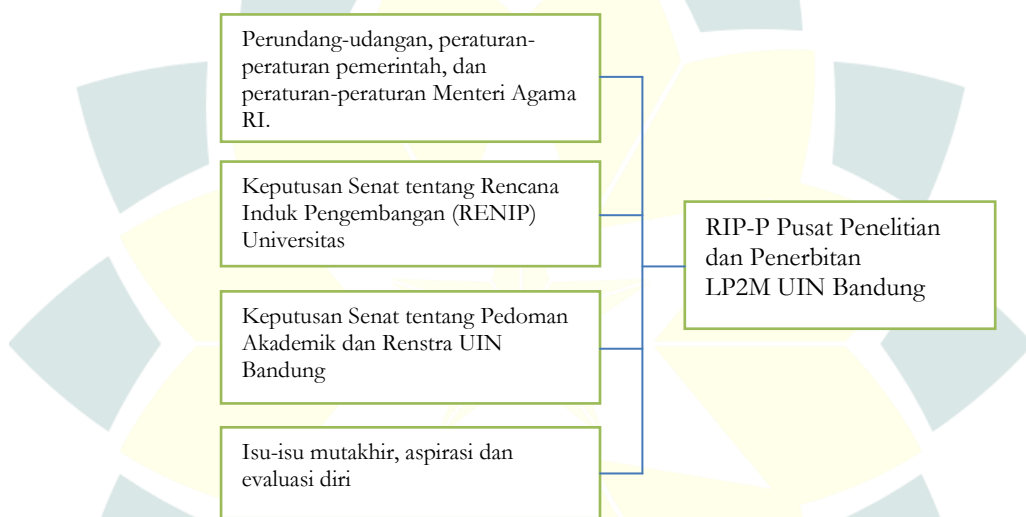 Perundang-udangan, peraturan-
peraturan pemerintah, dan
peraturan-peraturan Menteri Agama
RI.
Keputusan Senat tentang Rencana
Induk Pengembangan (RENIP)
Universitas
Keputusan Senat tentang Pedoman
Akademik dan Renstra UIN
Bandung
Isu-isu mutakhir, aspirasi dan
evaluasi diri
RIP-P Pusat Penelitian
dan Penerbitan
LP2M UIN Bandung